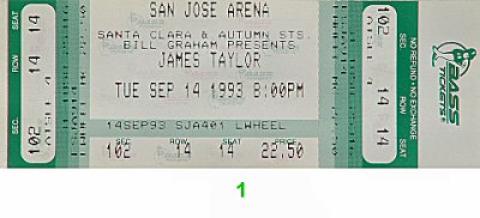 SAN JOSE ARENA
SANTA CLARA & AUTUMN STS.
BILL GRAHAM PRESENTS
JAMES TAYLOR
TUE SEP 14 1993 8:00PM
14SEP93 SJA401 LWHEEL
102 14 14 22.50
SEC. ROW SEAT
102 14 14
102 14 14
SEC. ROW SEAT
NO REFUND • NO EXCHANGE
BASS
TICKETS
1